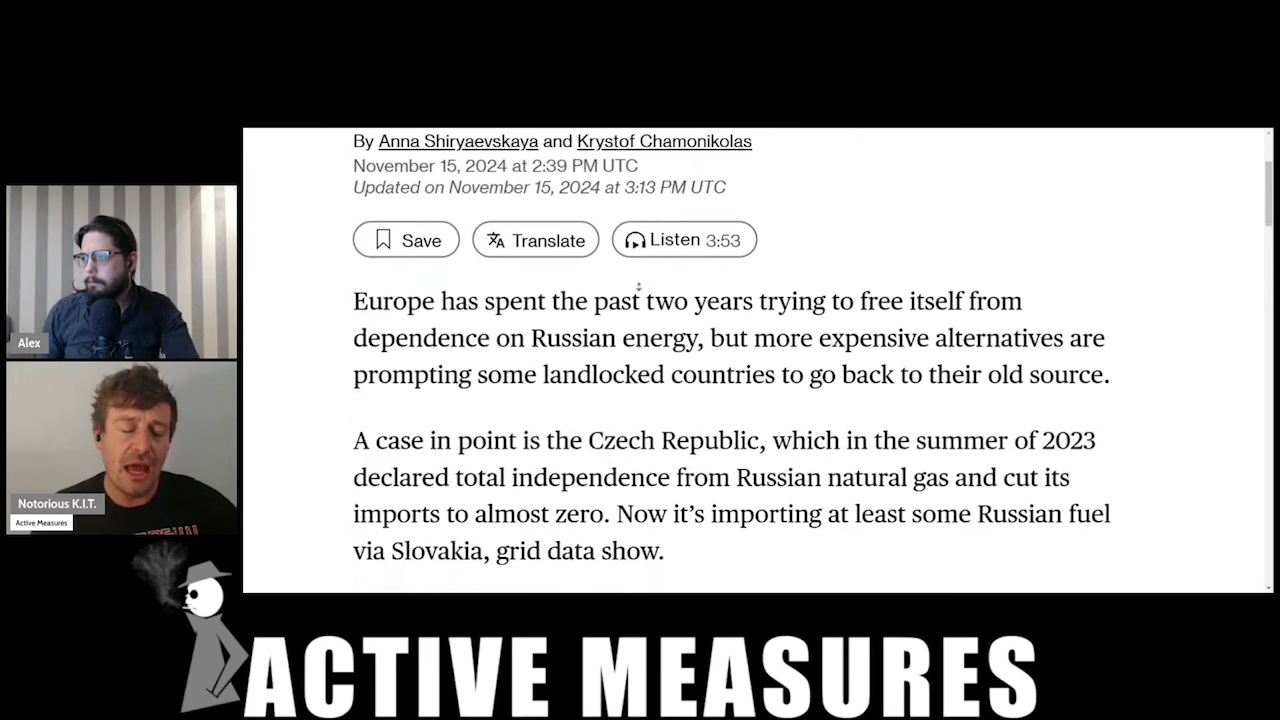 By Anna Shiryaevskaya and Krystof Chamonikolas
November 15, 2024 at 2:39 PM UTC
Updated on November 15, 2024 at 3:13 PM UTC
Save
Translate
Listen 3:53
Europe has spent the past two years trying to free itself from
dependence on Russian energy, but more expensive alternatives are
prompting some landlocked countries to go back to their old source.
A case in point is the Czech Republic, which in the summer of 2023
declared total independence from Russian natural gas and cut its
imports to almost zero. Now it’s importing at least some Russian fuel
via Slovakia, grid data show.
Alex
Notorious K.I.T.
Active Measures
ACTIVE MEASURES